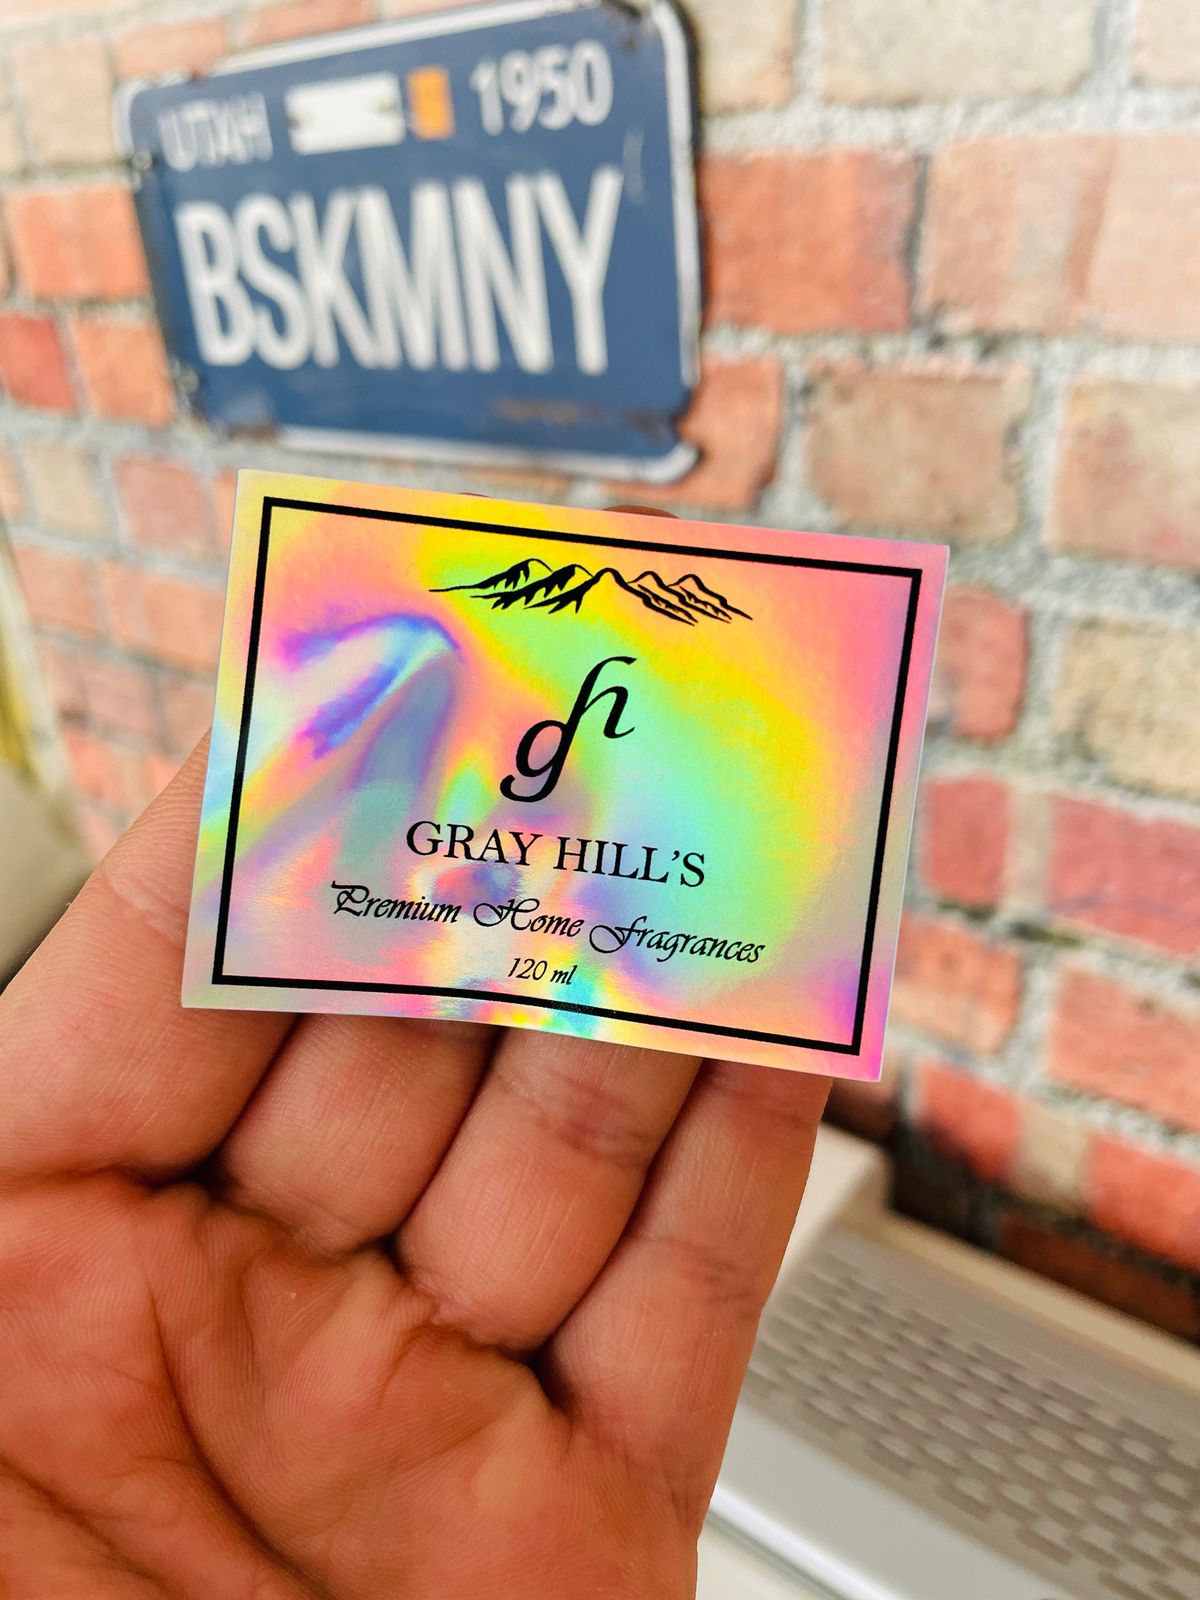 UTAH 1950
BSKMNY
gh
GRAY HILL'S
Premium Home Fragrances
120 ml